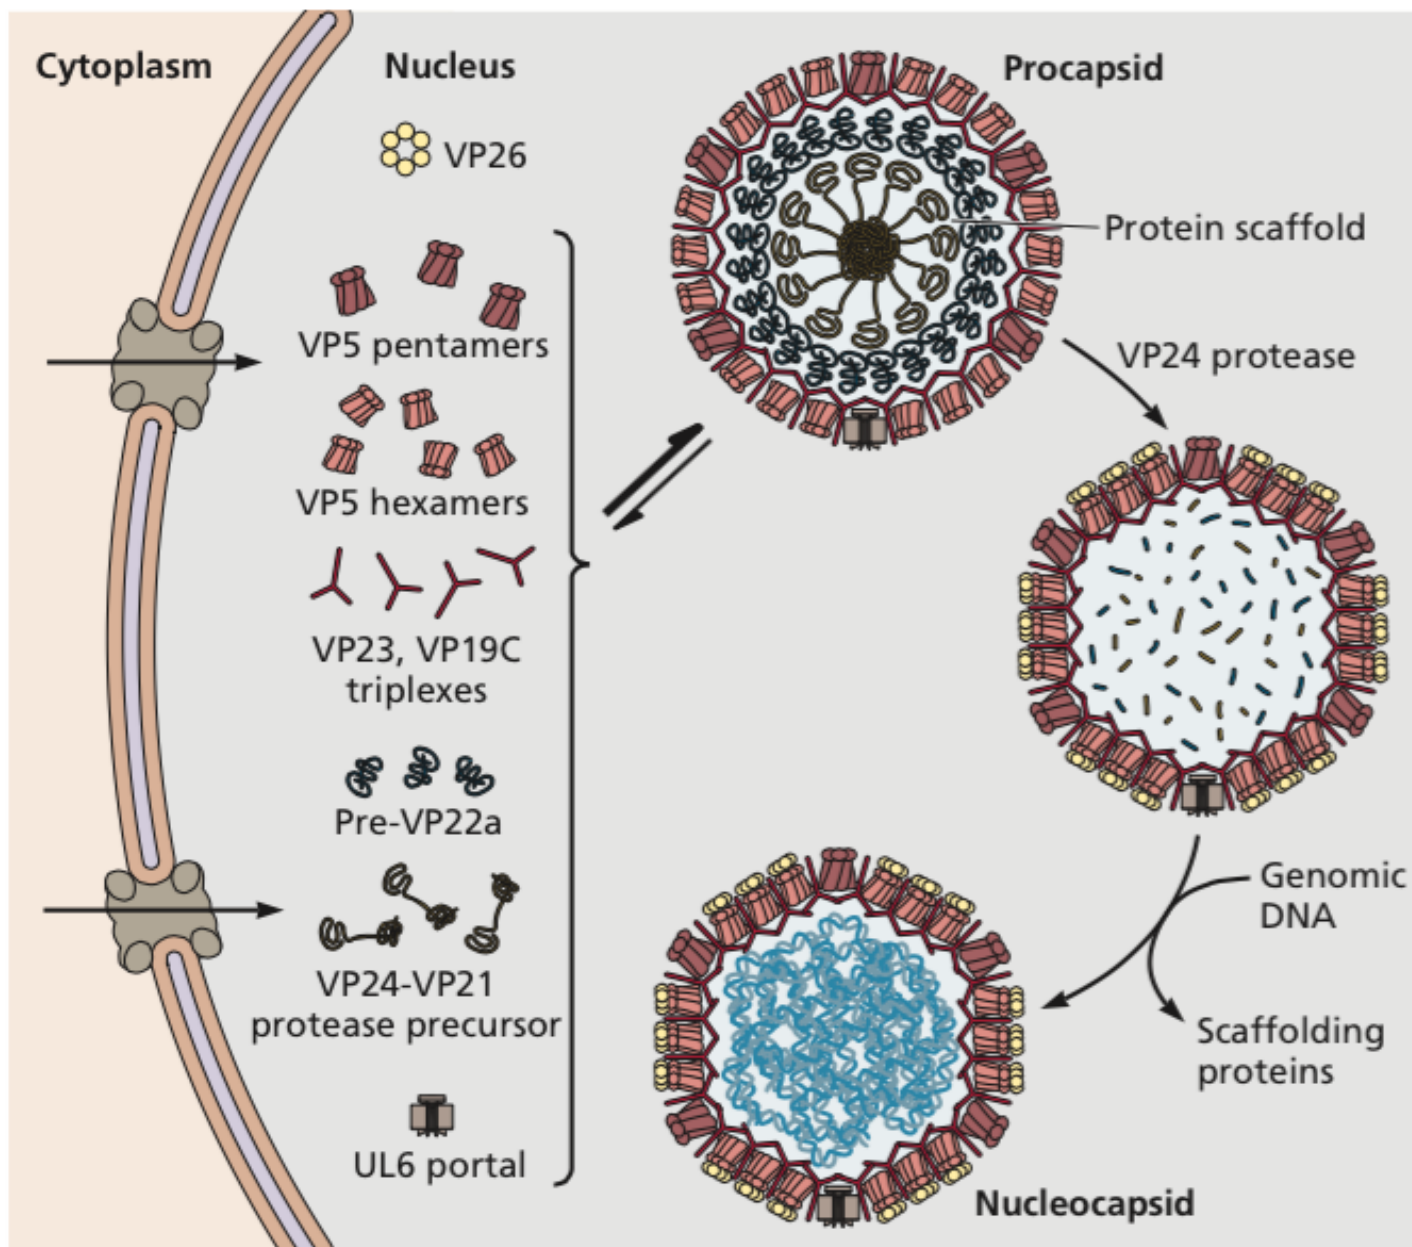 Cytoplasm
Nucleus
Procapsid
VP26
Protein scaffold
VP5 pentamers
VP24 protease
VP5 hexamers
VP23, VP19C
triplexes
Pre-VP22a
Genomic
DNA
VP24-VP21
protease precursor
Scaffolding
proteins
UL6 portal
Nucleocapsid